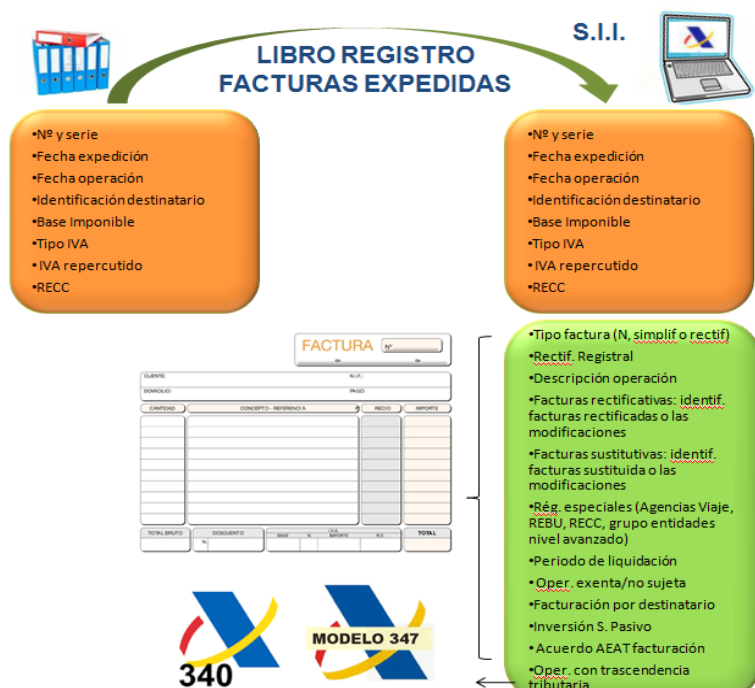 S.I.I.
LIBRO REGISTRO
FACTURAS EXPEDIDAS
•Nº y serie
•Fecha expedición
•Fecha operación
•Identificación destinatario
•Base Imponible
•Tipo IVA
•IVA repercutido
•RECC
•Nº y serie
•Fecha expedición
•Fecha operación
•Identificación destinatario
•Base Imponible
•Tipo IVA
•IVA repercutido
•RECC
FACTURA Nº
de de
CLIENTE: N.I.F.:
DOMICILIO: PAGO:
CANTIDAD CONCEPTO - REFERENCIA P RECIO IMPORTE
TOTAL BRUTO DESCUENTO I.V.A. TOTAL
BASE % IMPORTE R.E.
%
•Tipo factura (N, simplif o rectif)
•Rectif. Registral
•Descripción operación
•Facturas rectificativas: identif.
facturas rectificadas o las
modificaciones
•Facturas sustitutivas: identif.
facturas sustituida o las
modificaciones
•Rég. especiales (Agencias Viaje,
REBU, RECC, grupo entidades
nivel avanzado)
•Periodo de liquidación
•Oper. exenta/no sujeta
•Facturación por destinatario
•Inversión S. Pasivo
•Acuerdo AEAT facturación
•Oper. con trascendencia
tributaria
340
MODELO 347